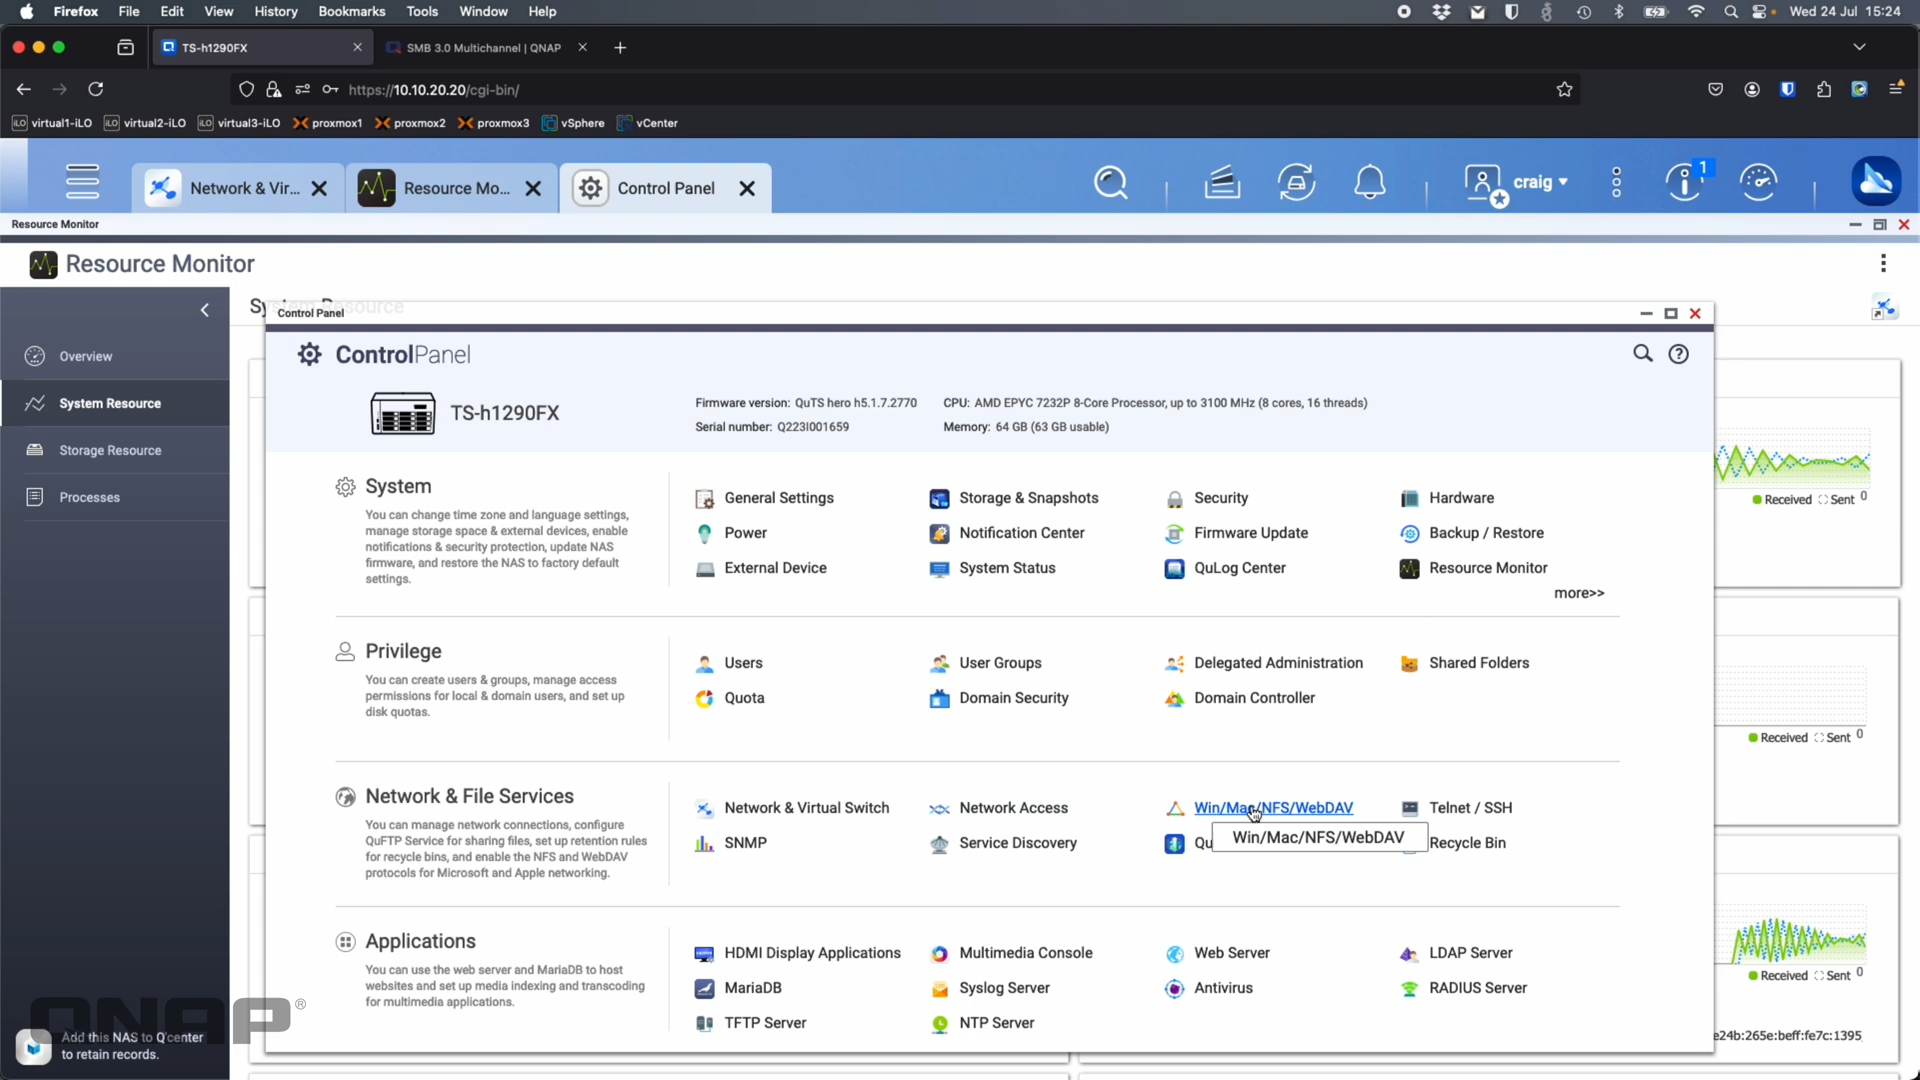 Firefox File Edit View History Bookmarks Tools Window Help Wed 24 Jul 15:24
TS-h1290FX SMB 3.0 Multichannel | QNAP
https://10.10.20.20/cgi-bin/
virtual1-iLO virtual2-iLO virtual3-iLO proxmox1 proxmox2 proxmox3 vSphere vCenter
Network & Vir... Resource Mo... Control Panel craig 1
Resource Monitor
Resource Monitor
System Resource
Overview
System Resource
Storage Resource
Processes
Control Panel
ControlPanel
TS-h1290FX
Firmware version: QuTS hero h5.1.7.2770 CPU: AMD EPYC 7232P 8-Core Processor, up to 3100 MHz (8 cores, 16 threads)
Serial number: Q223I001659 Memory: 64 GB (63 GB usable)
System
You can change time zone and language settings,
manage storage space & external devices, enable
notifications & security protection, update NAS
firmware, and restore the NAS to factory default
settings.
General Settings Storage & Snapshots Security Hardware
Power Notification Center Firmware Update Backup / Restore
External Device System Status QuLog Center Resource Monitor
more>>
Privilege
You can create users & groups, manage access
permissions for local & domain users, and set up
disk quotas.
Users User Groups Delegated Administration Shared Folders
Quota Domain Security Domain Controller
Network & File Services
You can manage network connections, configure
QuFTP Service for sharing files, set up retention rules
for recycle bins, and enable the NFS and WebDAV
protocols for Microsoft and Apple networking.
Network & Virtual Switch Network Access Win/Mac/NFS/WebDAV Telnet / SSH
SNMP Service Discovery Qu Win/Mac/NFS/WebDAV Recycle Bin
Applications
You can use the web server and MariaDB to host
websites and set up media indexing and transcoding
for multimedia applications.
HDMI Display Applications Multimedia Console Web Server LDAP Server
MariaDB Syslog Server Antivirus RADIUS Server
TFTP Server NTP Server
Received Sent 0
Received Sent 0
Received Sent 0
e24b:265e:beff:fe7c:1395
QNAP®
Add this NAS to Q'center
to retain records.